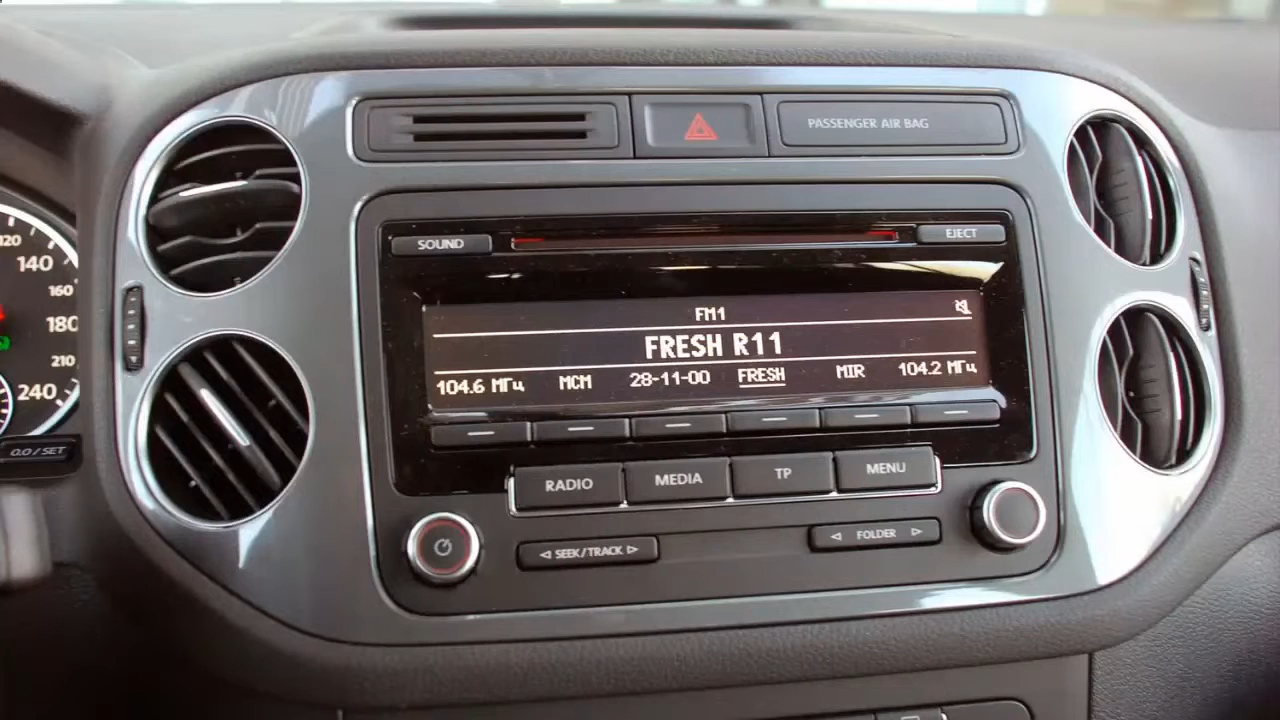 PASSENGER AIR BAG
SOUND
EJECT
FM1
FRESH R11
104.6 МГц МСМ 28-11-00 FRESH MIR 104.2 МГц
RADIO MEDIA TP MENU
SEEK/TRACK
FOLDER
120
140
160
180
210
240
0.0 / SET